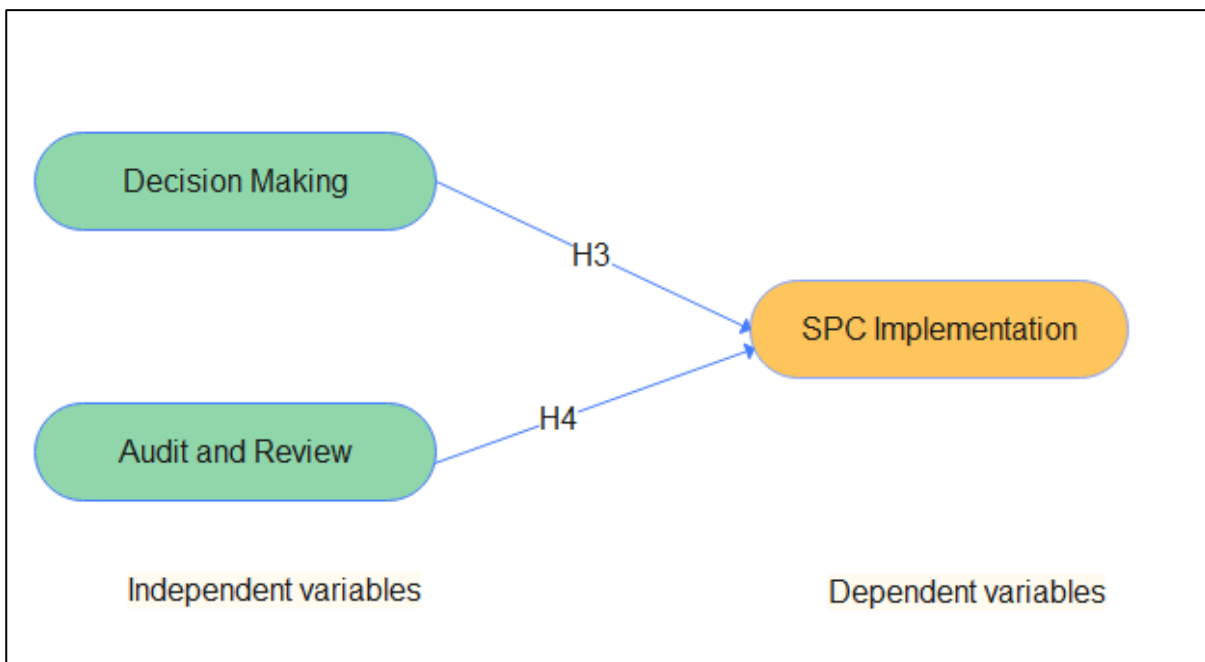 Decision Making
H3
SPC Implementation
H4
Audit and Review
Independent variables
Dependent variables